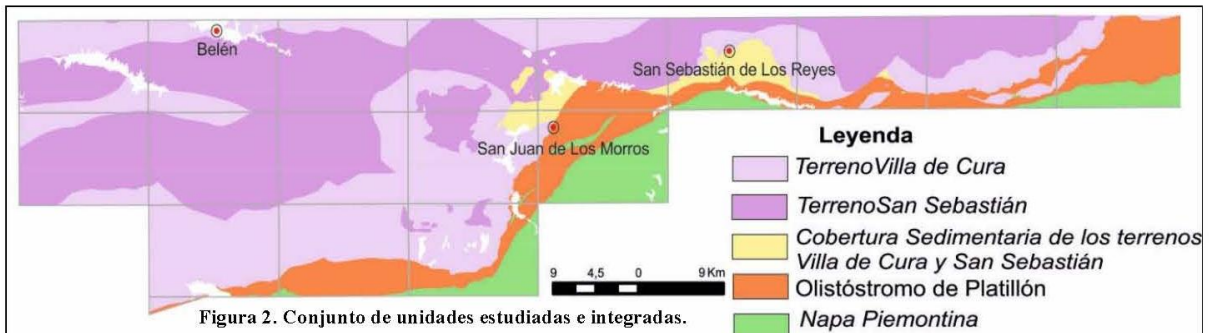 Belén
San Sebastián de Los Reyes
San Juan de Los Morros
Leyenda
TerrenoVilla de Cura
TerrenoSan Sebastián
Cobertura Sedimentaria de los terrenos
Villa de Cura y San Sebastián
Olistóstromo de Platillón
Napa Piemontina
9 4,5 0 9 Km
Figura 2. Conjunto de unidades estudiadas e integradas.